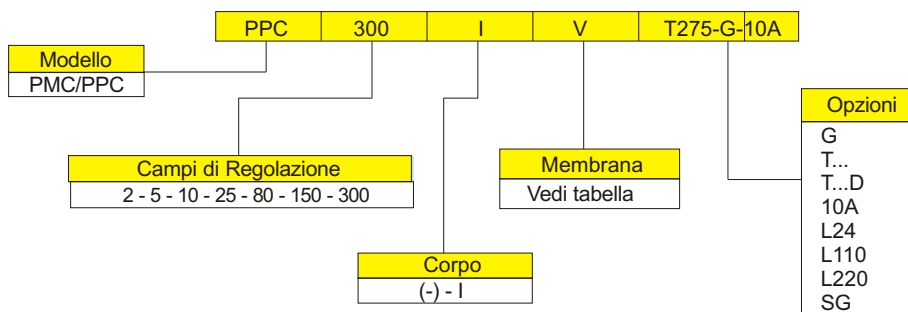 PPC 300 I V T275-G-10A
Modello
PMC/PPC
Campi di Regolazione
2 - 5 - 10 - 25 - 80 - 150 - 300
Corpo
(-) - I
Membrana
Vedi tabella
Opzioni
G
T...
T...D
10A
L24
L110
L220
SG